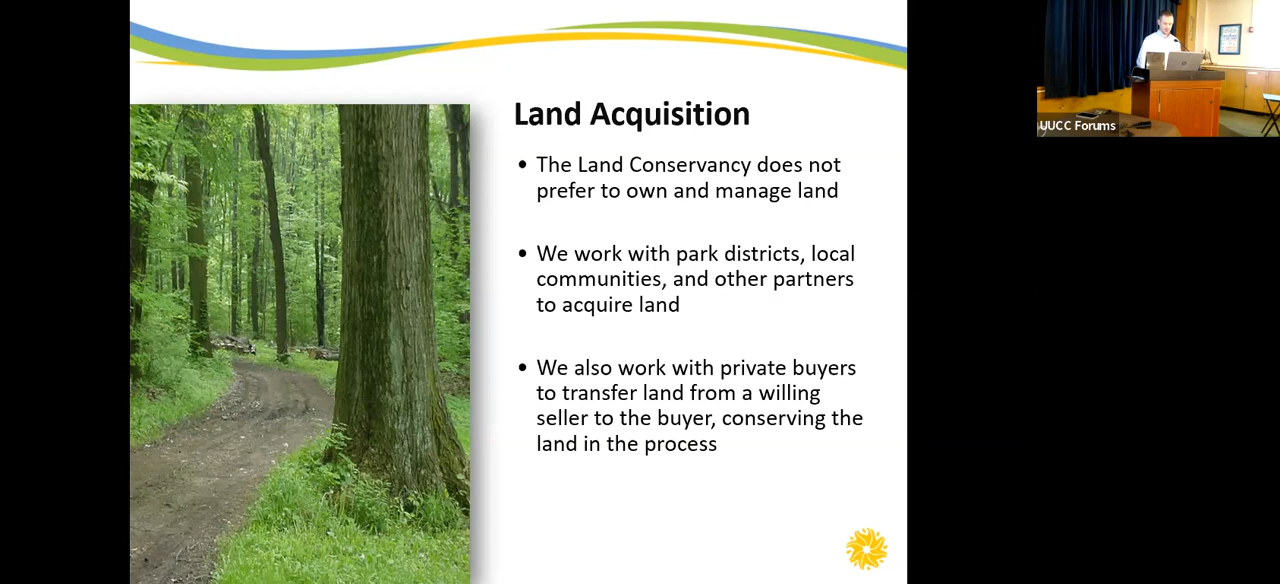 Land Acquisition
• The Land Conservancy does not
prefer to own and manage land
• We work with park districts, local
communities, and other partners
to acquire land
• We also work with private buyers
to transfer land from a willing
seller to the buyer, conserving the
land in the process
UUCC Forums